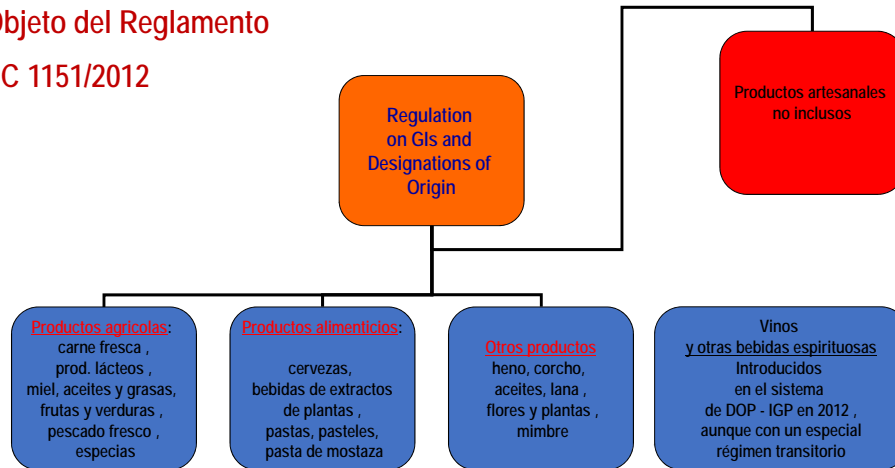 Objeto del Reglamento
C 1151/2012
Regulation
on GIs and
Designations of
Origin
Productos artesanales
no inclusos
Productos agricolas:
carne fresca ,
prod. lácteos ,
miel, aceites y grasas,
frutas y verduras ,
pescado fresco ,
especias
Productos alimenticios:
cervezas,
bebidas de extractos
de plantas ,
pastas, pasteles,
pasta de mostaza
Otros productos
heno, corcho,
aceites, lana ,
flores y plantas ,
mimbre
Vinos
y otras bebidas espirituosas
Introducidos
en el sistema
de DOP - IGP en 2012 ,
aunque con un especial
régimen transitorio